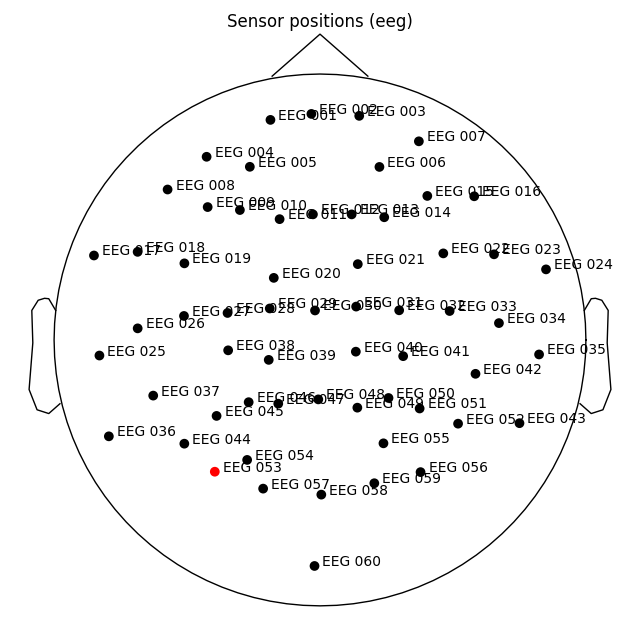 Sensor positions (eeg)
EEG 001
EEG 002
EEG 003
EEG 004
EEG 005
EEG 006
EEG 007
EEG 008
EEG 009
EEG 010
EEG 011
EEG 012
EEG 013
EEG 014
EEG 015
EEG 016
EEG 017
EEG 018
EEG 019
EEG 020
EEG 021
EEG 022
EEG 023
EEG 024
EEG 025
EEG 026
EEG 027
EEG 028
EEG 029
EEG 030
EEG 031
EEG 032
EEG 033
EEG 034
EEG 035
EEG 036
EEG 037
EEG 038
EEG 039
EEG 040
EEG 041
EEG 042
EEG 043
EEG 044
EEG 045
EEG 046
EEG 047
EEG 048
EEG 049
EEG 050
EEG 051
EEG 052
EEG 053
EEG 054
EEG 055
EEG 056
EEG 057
EEG 058
EEG 059
EEG 060